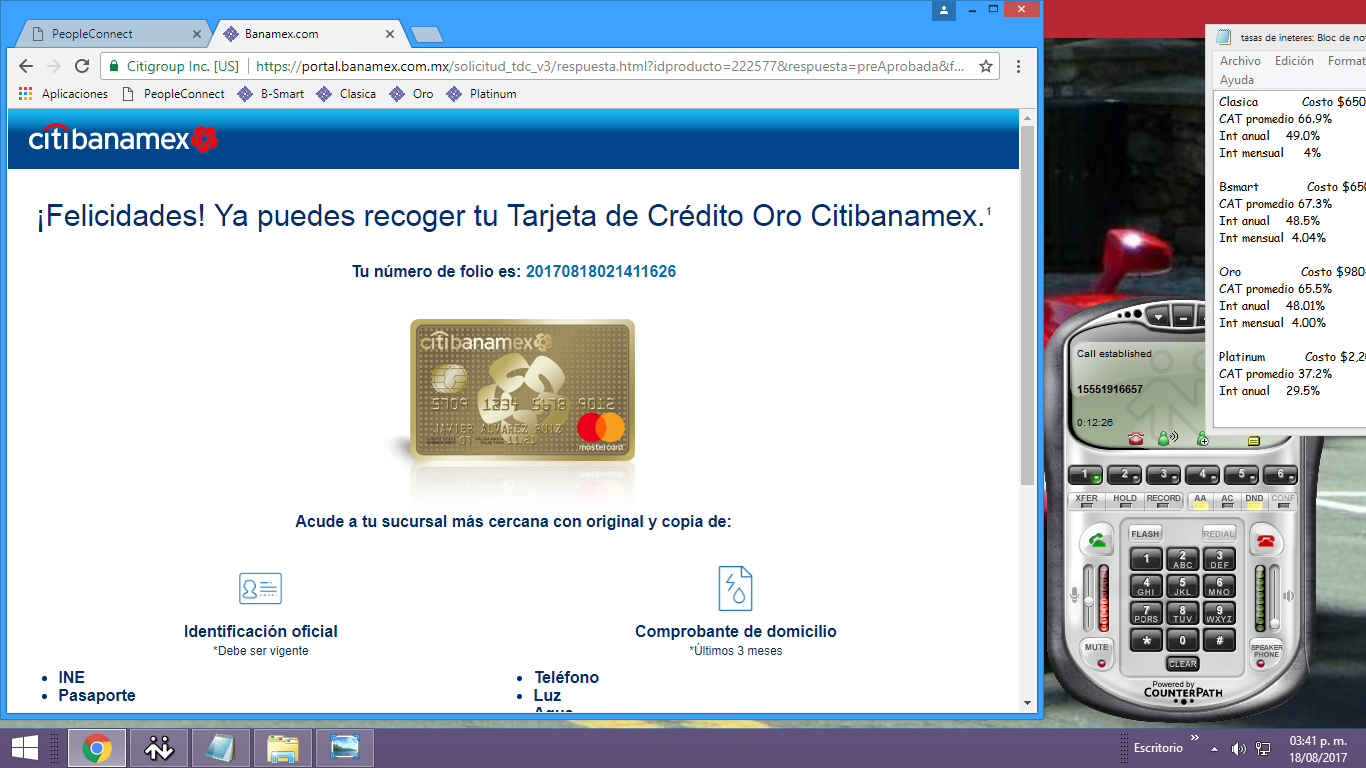 PeopleConnect
Banamex.com
Citigroup Inc. [US]
https://portal.banamex.com.mx/solicitud_tdc_v3/respuesta.html?idproducto=222577&respuesta=preAprobada&f...
Aplicaciones
PeopleConnect
B-Smart
Clasica
Oro
Platinum
citibanamex
¡Felicidades! Ya puedes recoger tu Tarjeta de Crédito Oro Citibanamex.1
Tu número de folio es: 20170818021411626
citibanamex
5709 1234 5678 9012
JAVIER ALVAREZ RUIZ
mastercard
Acude a tu sucursal más cercana con original y copia de:
Identificación oficial
*Debe ser vigente
INE
Pasaporte
Comprobante de domicilio
*Últimos 3 meses
Teléfono
Luz
Agua
tasas de ineteres: Bloc de no
Archivo Edición Format
Ayuda
Clasica Costo $650
CAT promedio 66.9%
Int anual 49.0%
Int mensual 4%
Bsmart Costo $650
CAT promedio 67.3%
Int anual 48.5%
Int mensual 4.04%
Oro Costo $980
CAT promedio 65.5%
Int anual 48.01%
Int mensual 4.00%
Platinum Costo $2,20
CAT promedio 37.2%
Int anual 29.5%
Call established
15551916657
0:12:26
1 2 3 4 5 6
XFER HOLD RECORD AA AC DND CONF
FLASH REDIAL
1 2 ABC 3 DEF
4 GHI 5 JKL 6 MNO
7 PQRS 8 TUV 9 WXYZ
* 0 #
MUTE
SPEAKER PHONE
CLEAR
Powered by
COUNTERPATH
Escritorio
03:41 p. m.
18/08/2017